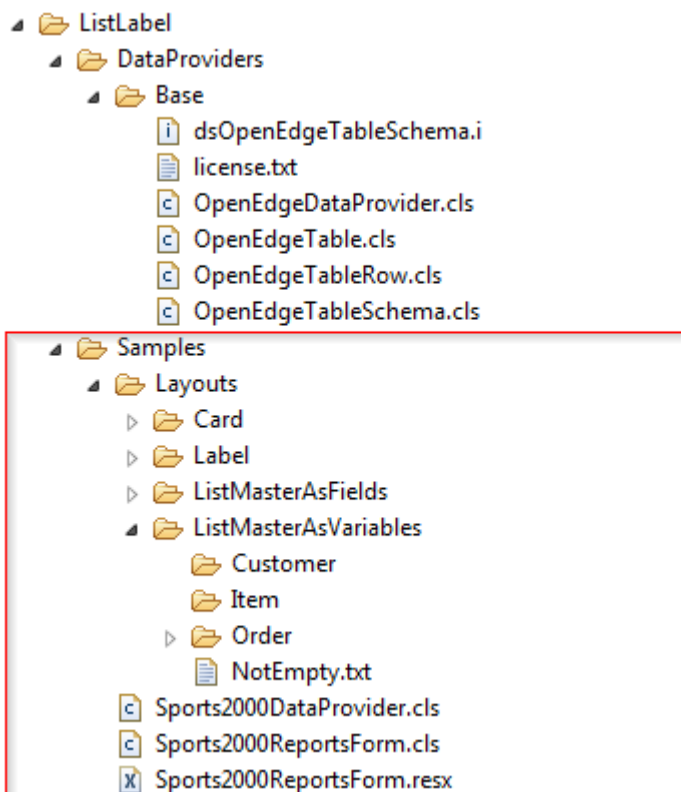 ListLabel
DataProviders
Base
dsOpenEdgeTableSchema.i
license.txt
OpenEdgeDataProvider.cls
OpenEdgeTable.cls
OpenEdgeTableRow.cls
OpenEdgeTableSchema.cls
Samples
Layouts
Card
Label
ListMasterAsFields
ListMasterAsVariables
Customer
Item
Order
NotEmpty.txt
Sports2000DataProvider.cls
Sports2000ReportsForm.cls
Sports2000ReportsForm.resx